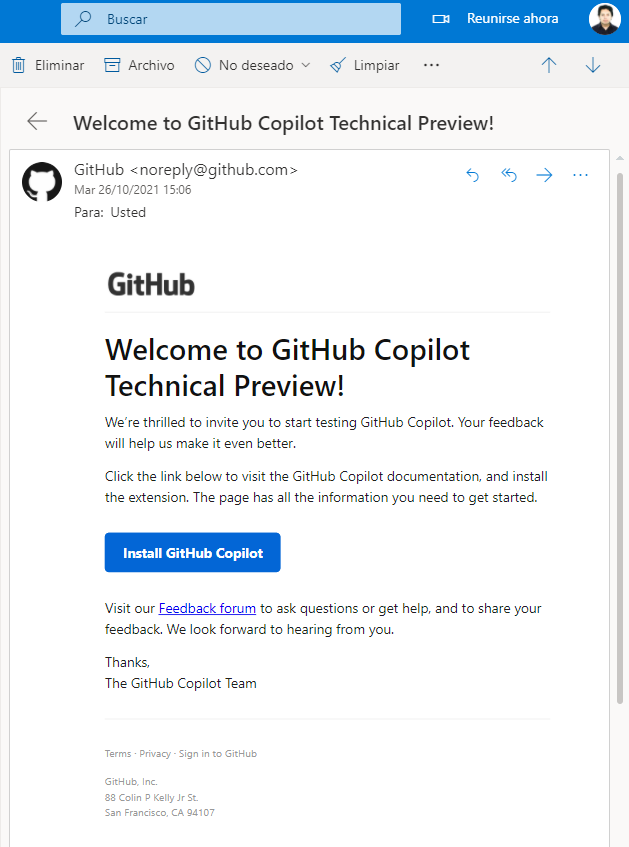 Buscar
Reunirse ahora
Eliminar
Archivo
No deseado
Limpiar
Welcome to GitHub Copilot Technical Preview!
GitHub <noreply@github.com>
Mar 26/10/2021 15:06
Para: Usted
GitHub
Welcome to GitHub Copilot
Technical Preview!
We’re thrilled to invite you to start testing GitHub Copilot. Your feedback
will help us make it even better.
Click the link below to visit the GitHub Copilot documentation, and install
the extension. The page has all the information you need to get started.
Install GitHub Copilot
Visit our Feedback forum to ask questions or get help, and to share your
feedback. We look forward to hearing from you.
Thanks,
The GitHub Copilot Team
Terms · Privacy · Sign in to GitHub
GitHub, Inc.
88 Colin P Kelly Jr St.
San Francisco, CA 94107